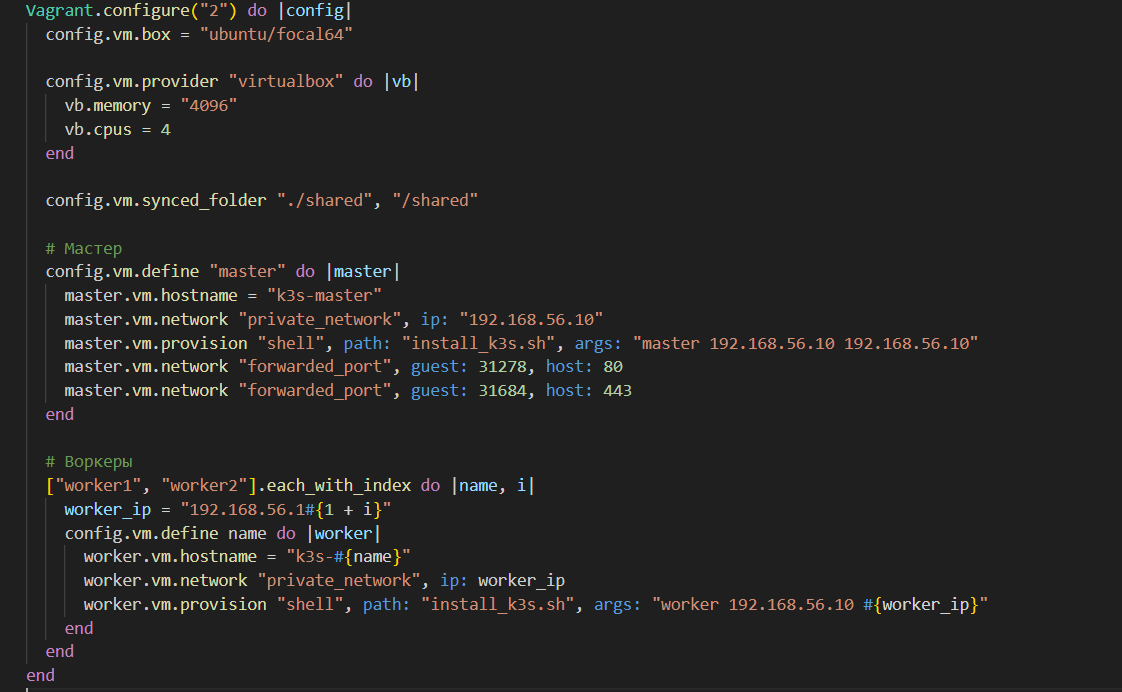 Vagrant.configure("2") do |config|
config.vm.box = "ubuntu/focal64"
config.vm.provider "virtualbox" do |vb|
vb.memory = "4096"
vb.cpus = 4
end
config.vm.synced_folder "./shared", "/shared"
# Мастер
config.vm.define "master" do |master|
master.vm.hostname = "k3s-master"
master.vm.network "private_network", ip: "192.168.56.10"
master.vm.provision "shell", path: "install_k3s.sh", args: "master 192.168.56.10 192.168.56.10"
master.vm.network "forwarded_port", guest: 31278, host: 80
master.vm.network "forwarded_port", guest: 31684, host: 443
end
# Воркеры
["worker1", "worker2"].each_with_index do |name, i|
worker_ip = "192.168.56.1#{1 + i}"
config.vm.define name do |worker|
worker.vm.hostname = "k3s-#{name}"
worker.vm.network "private_network", ip: worker_ip
worker.vm.provision "shell", path: "install_k3s.sh", args: "worker 192.168.56.10 #{worker_ip}"
end
end
end